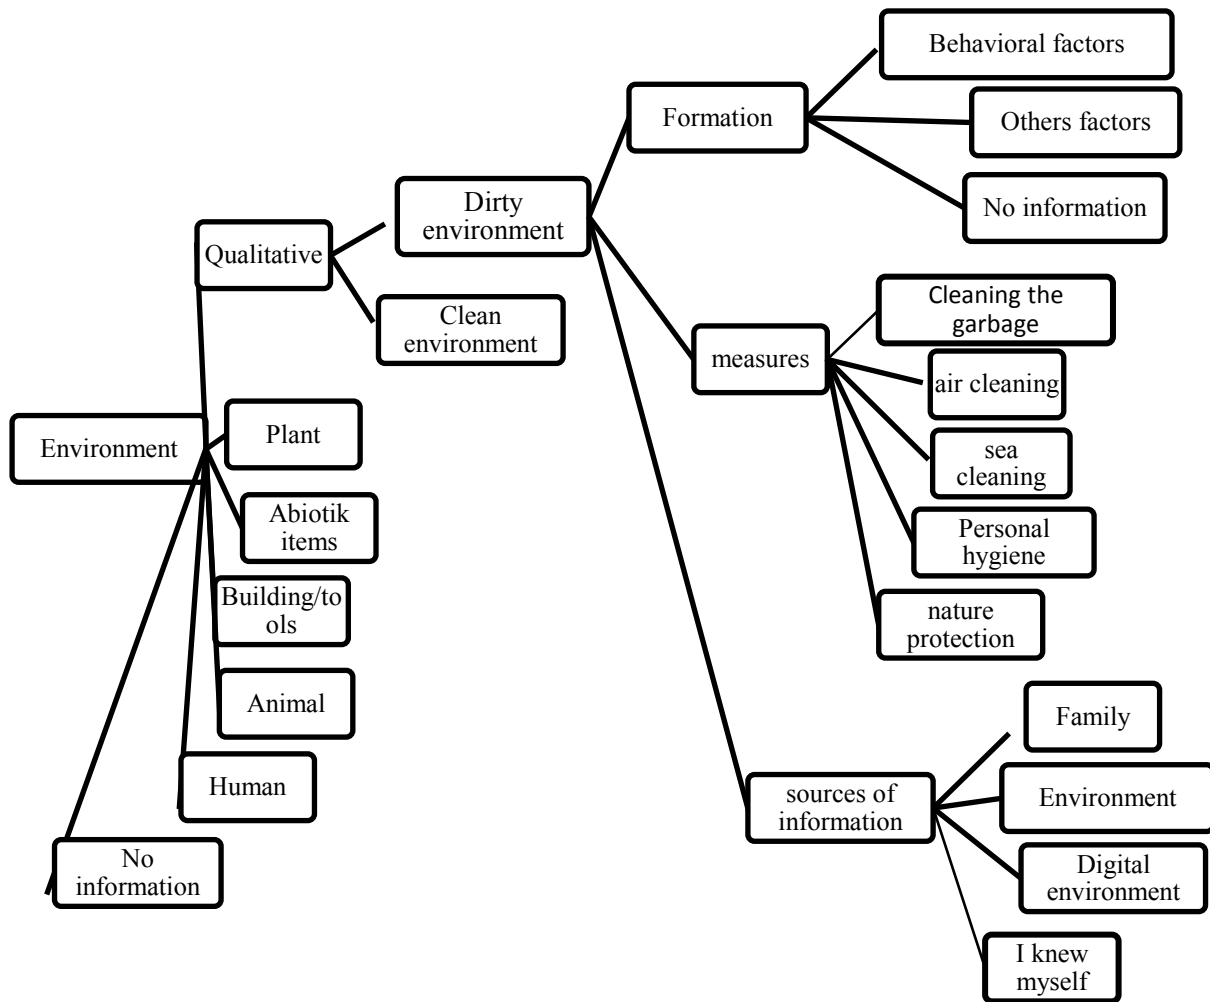 Behavioral factors
Formation
Others factors
No information
Dirty
environment
Qualitative
Clean
environment
Cleaning the
garbage
measures
air cleaning
sea
cleaning
Personal
hygiene
nature
protection
Environment
Plant
Abiotik
items
Building/to
ols
Animal
Human
No
information
Family
sources of
information
Environment
Digital
environment
I knew
myself